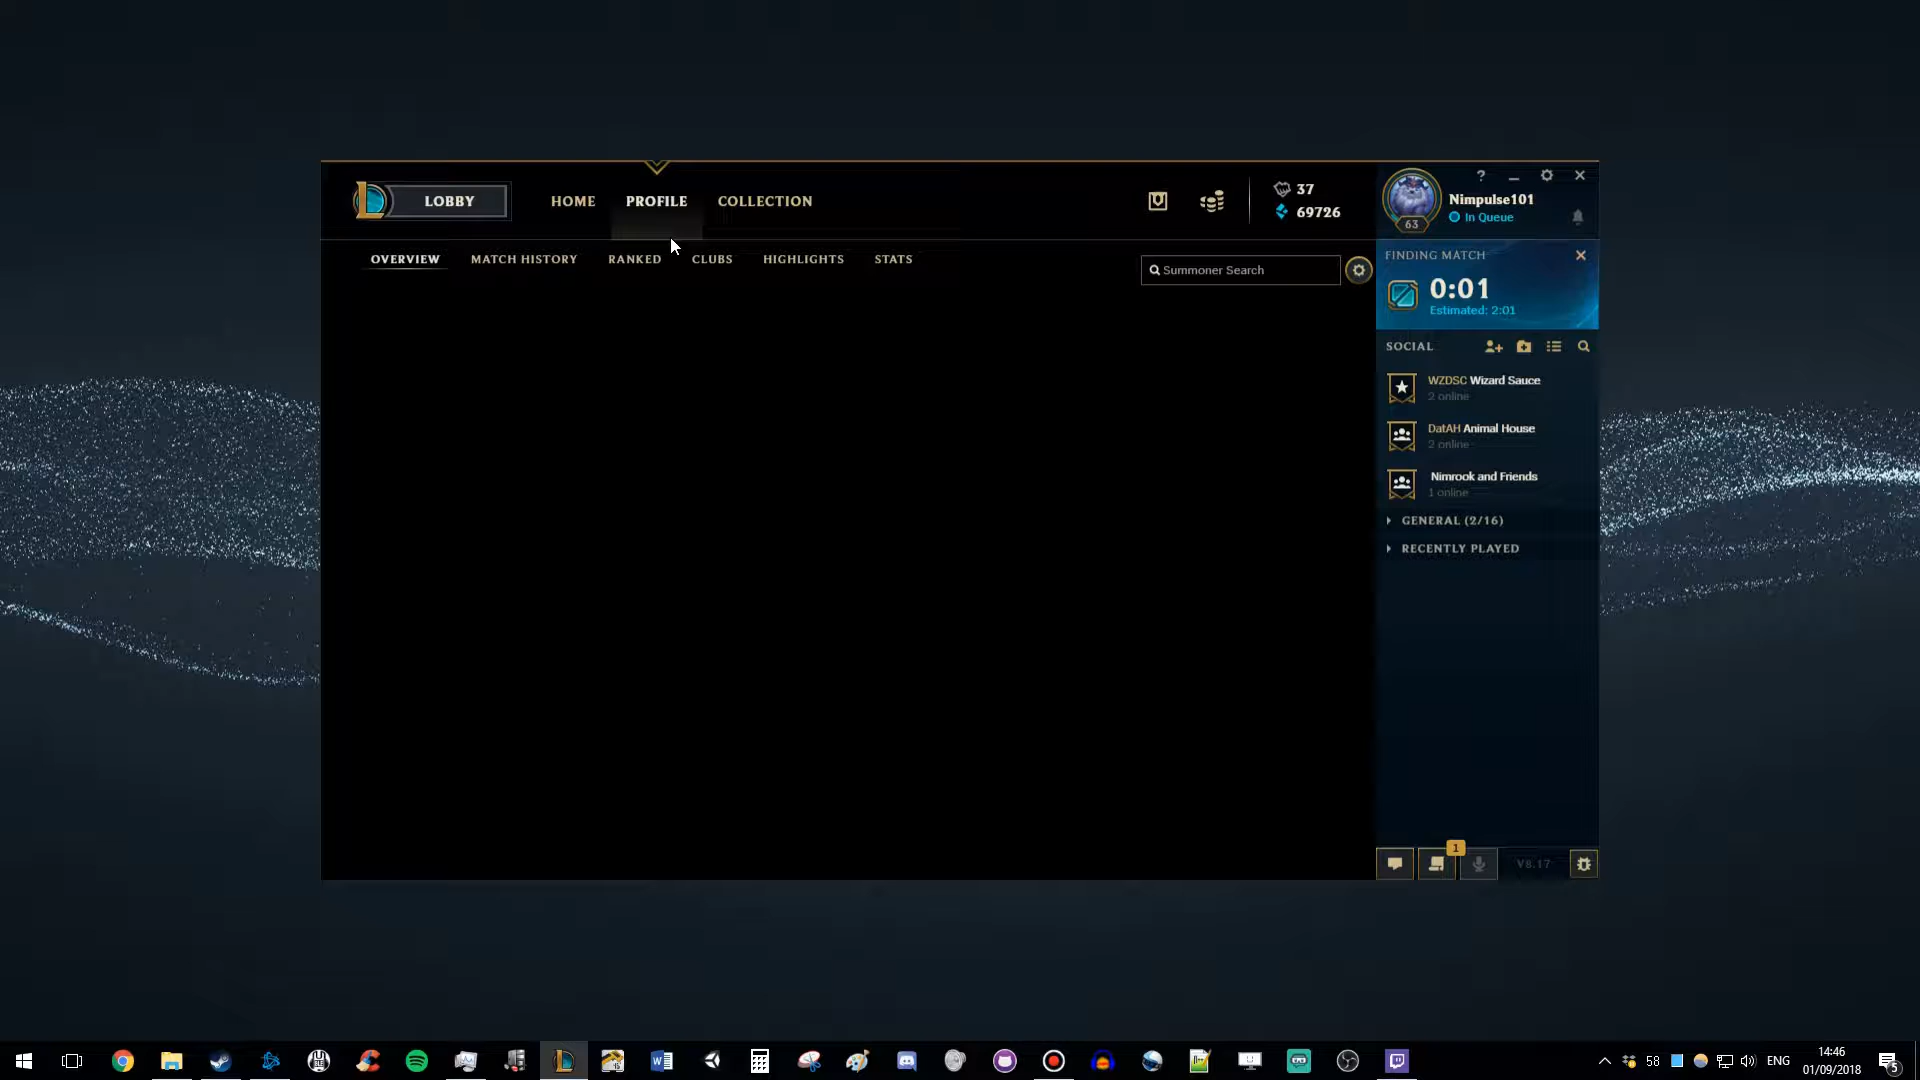 LOBBY
HOME
PROFILE
COLLECTION
37
69726
?
63
Nimpulse101
In Queue
OVERVIEW
MATCH HISTORY
RANKED
CLUBS
HIGHLIGHTS
STATS
Summoner Search
FINDING MATCH
0:01
Estimated: 2:01
SOCIAL
WZDSC Wizard Sauce
2 online
DatAH Animal House
2 online
Nimrook and Friends
1 online
GENERAL (2/16)
RECENTLY PLAYED
1
V8.17
58
ENG
14:46
01/09/2018
5